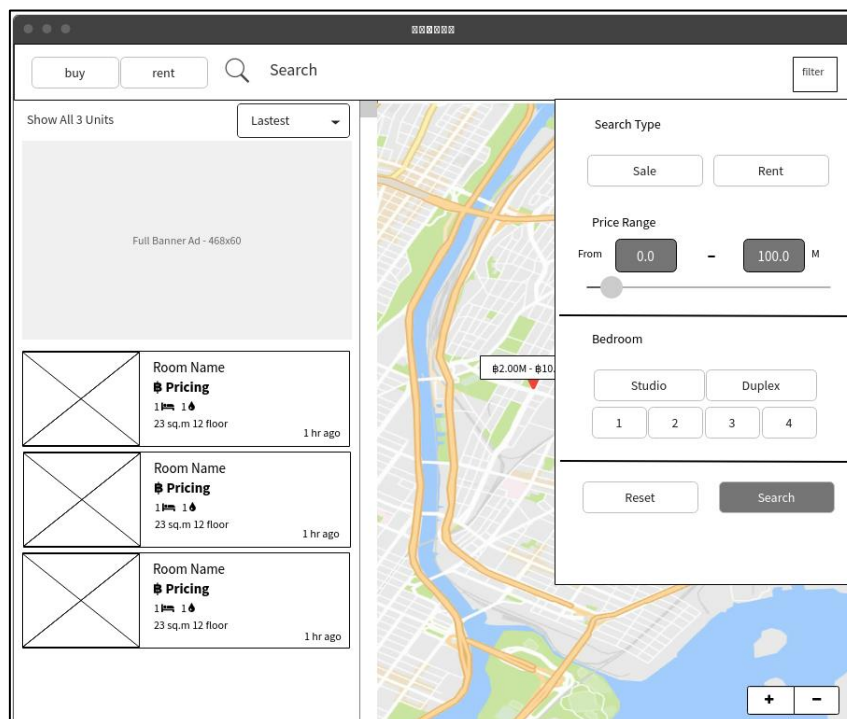 buy
rent
Search
filter
Show All 3 Units
Lastest
Full Banner Ad - 468x60
Room Name
฿ Pricing
1 1
23 sq.m 12 floor
1 hr ago
Room Name
฿ Pricing
1 1
23 sq.m 12 floor
1 hr ago
Room Name
฿ Pricing
1 1
23 sq.m 12 floor
1 hr ago
฿2.00M - ฿10.
Search Type
Sale
Rent
Price Range
From 0.0 - 100.0 M
Bedroom
Studio
Duplex
1 2 3 4
Reset
Search
+ -